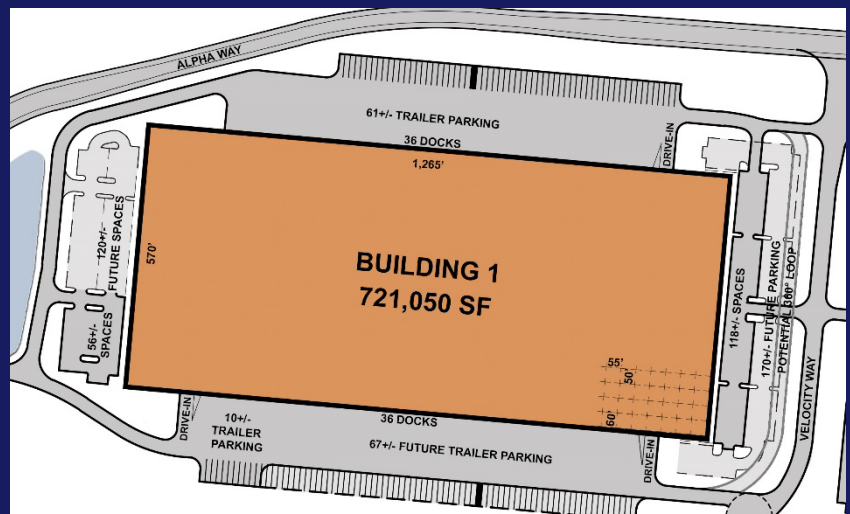 ALPHA WAY
61+/- TRAILER PARKING
36 DOCKS
1,265'
DRIVE-IN
120+/-
FUTURE SPACES
570'
BUILDING 1
721,050 SF
56+/-
SPACES
118+/- SPACES
170+/- FUTURE PARKING
POTENTIAL 360° LOOP
VELOCITY WAY
55'
50'
60'
DRIVE-IN
10+/-
TRAILER
PARKING
36 DOCKS
67+/- FUTURE TRAILER PARKING
DRIVE-IN